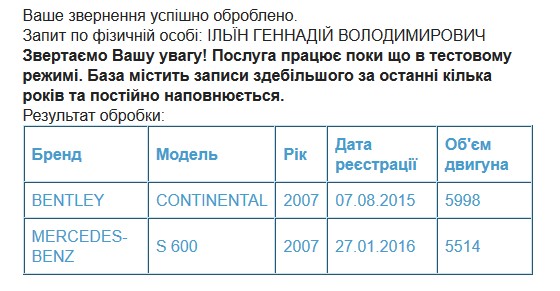 Ваше звернення успішно оброблено.
Запит по фізичній особі: ІЛЬЇН ГЕННАДІЙ ВОЛОДИМИРОВИЧ
Звертаємо Вашу увагу! Послуга працює поки що в тестовому
режимі. База містить записи здебільшого за останні кілька
років та постійно наповнюється.
Результат обробки:
Бренд Модель Рік Дата реєстрації Об'єм двигуна
BENTLEY CONTINENTAL 2007 07.08.2015 5998
MERCEDES-BENZ S 600 2007 27.01.2016 5514